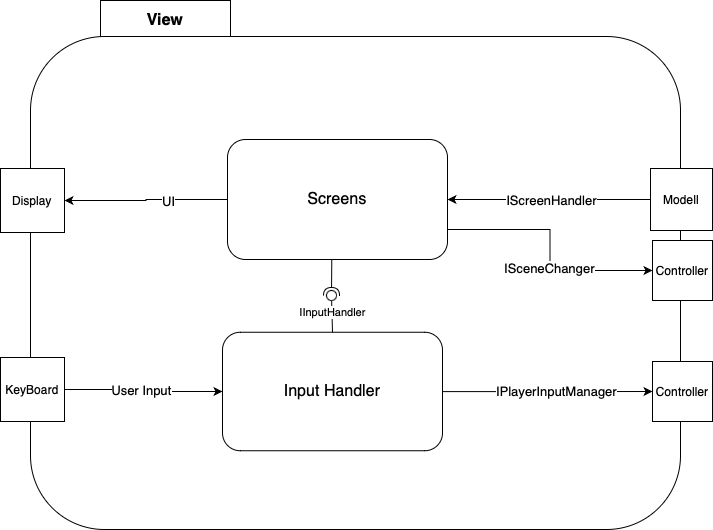 View
Screens
Display
UI
IScreenHandler
Modell
ISceneChanger
Controller
IInputHandler
KeyBoard
User Input
Input Handler
IPlayerInputManager
Controller